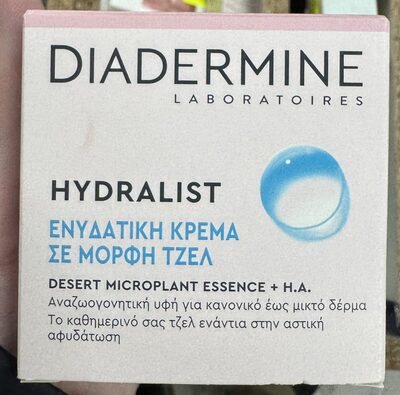 DIADERMINE
LABORATOIRES
HYDRALIST
ΕΝΥΔΑΤΙΚΗ ΚΡΕΜΑ
ΣΕ ΜΟΡΦΗ ΤΖΕΛ
DESERT MICROPLANT ESSENCE + H.A.
Αναζωογονητική υφή για κανονικό έως μικτό δέρμα
Το καθημερινό σας τζελ ενάντια στην αστική
αφυδάτωση